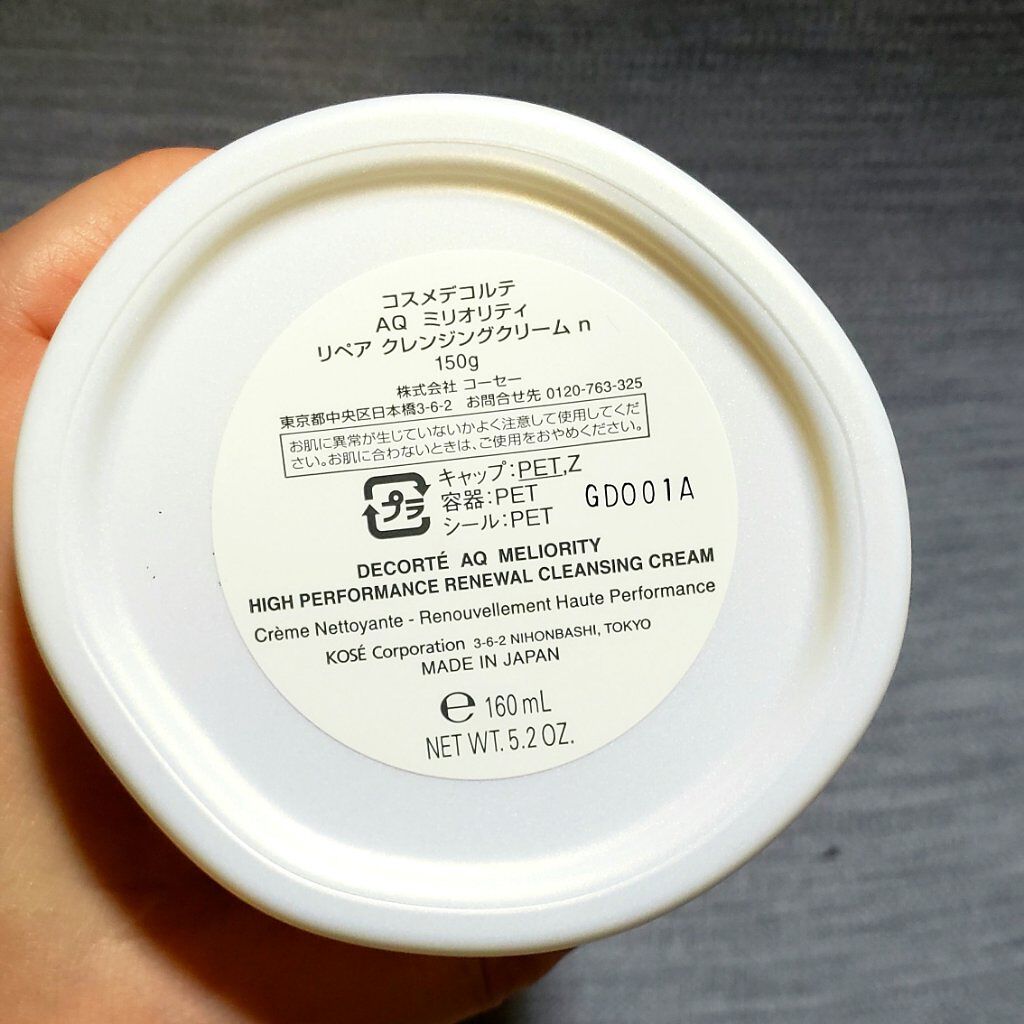 コスメデコルテ
AQ ミリオリティ
リペア クレンジングクリーム n
150g
株式会社 コーセー
東京都中央区日本橋3-6-2 お問合せ先 0120-763-325
お肌に異常が生じていないかよく注意して使用してくだ
さい。お肌に合わないときは、ご使用をおやめください。
プラ
キャップ:PET,Z
容器:PET
シール:PET
GD001A
DECORTÉ AQ MELIORITY
HIGH PERFORMANCE RENEWAL CLEANSING CREAM
Crème Nettoyante - Renouvellement Haute Performance
KOSÉ Corporation 3-6-2 NIHONBASHI, TOKYO
MADE IN JAPAN
℮ 160 mL
NET WT. 5.2 OZ.